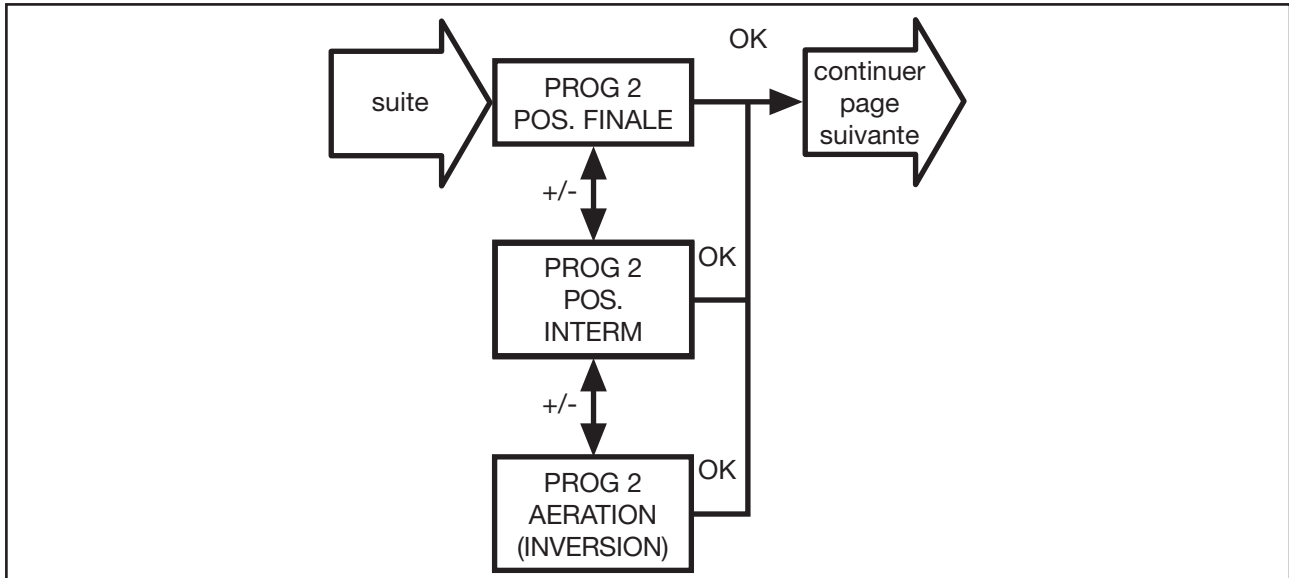 suite
PROG 2
POS. FINALE
OK
continuer
page
suivante
+/-
PROG 2
POS.
INTERM
OK
+/-
PROG 2
AERATION
(INVERSION)
OK